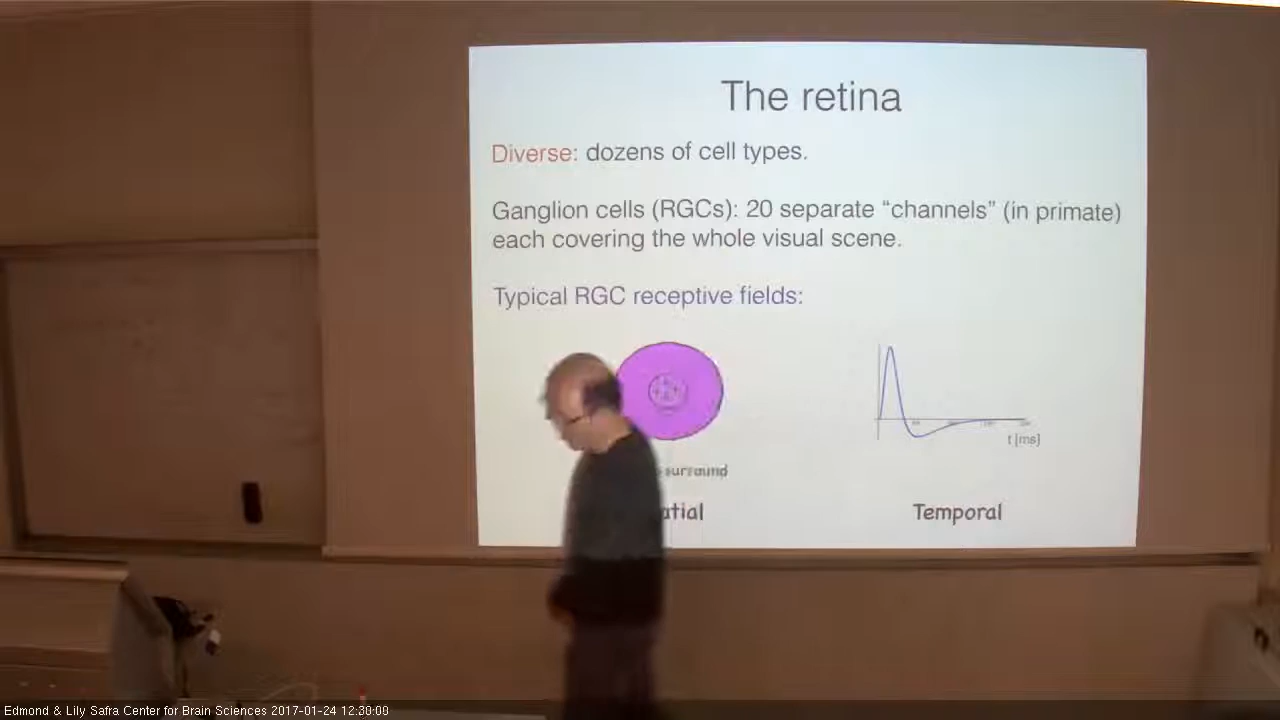 The retina
Diverse: dozens of cell types.
Ganglion cells (RGCs): 20 separate “channels” (in primate)
each covering the whole visual scene.
Typical RGC receptive fields:
t [ms]
surround
Temporal
Edmond & Lily Safra Center for Brain Sciences 2017-01-24 12:30:00